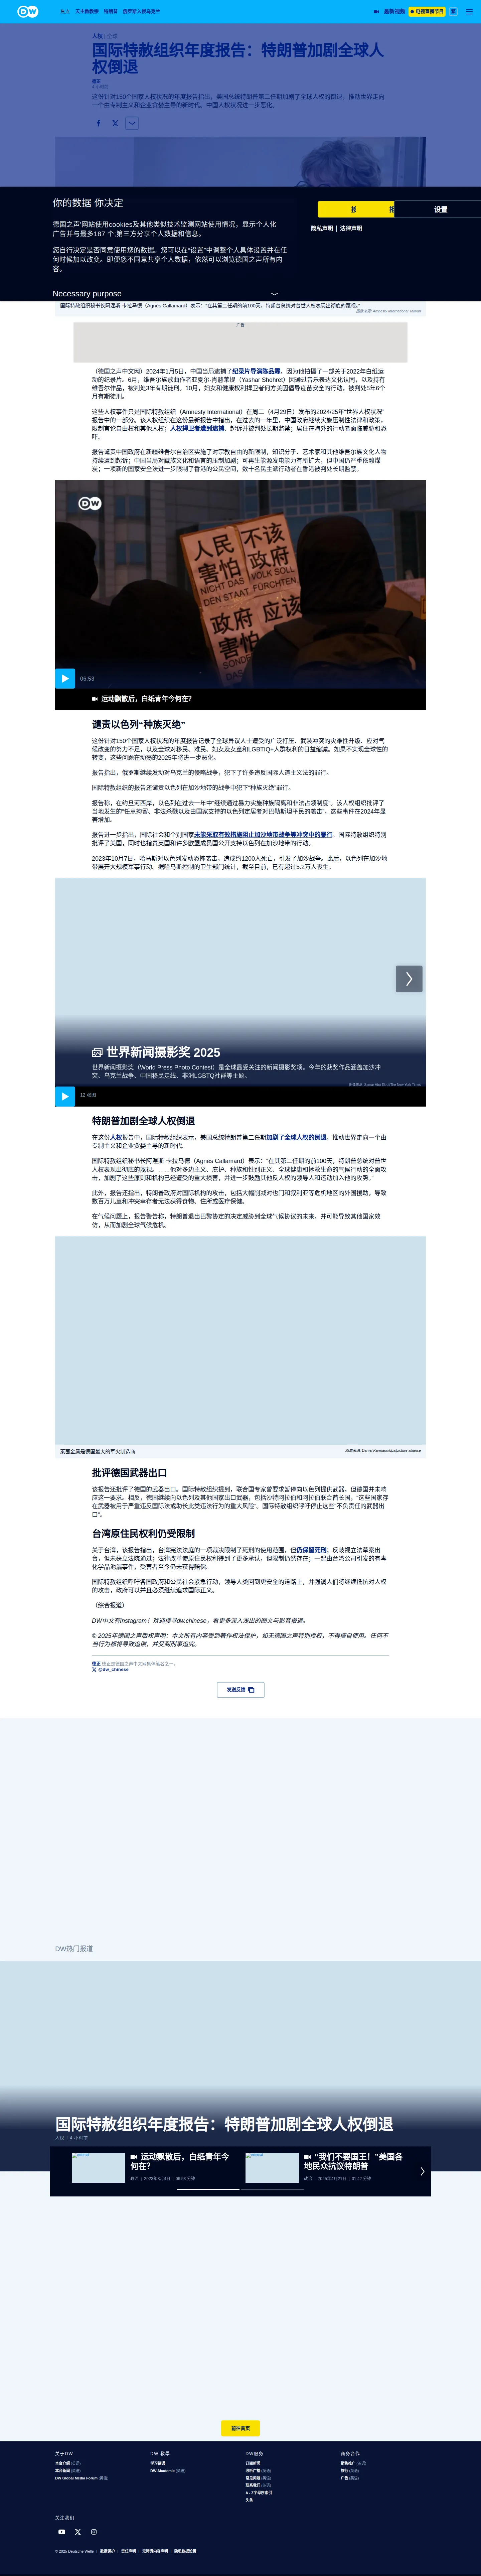 DW
焦点
天主教教宗
特朗普
俄罗斯入侵乌克兰
最新视频
电视直播节目
人权 | 全球
国际特赦组织年度报告：特朗普加剧全球人
权倒退
德正
4 小时前
这份针对150个国家人权状况的年度报告指出，美国总统特朗普第二任期加剧了全球人权的倒退，推动世界走向
一个由专制主义和企业贪婪主导的新时代。中国人权状况进一步恶化。
你的数据 你决定
德国之声'网站使用cookies及其他类似技术监测网站使用情况，显示个人化
广告并与最多187 个,第三方分享个人数据和信息。
您自行决定是否同意使用您的数据。您可以在“设置”中调整个人具体设置并在任
何时候加以改变。即使您不同意共享个人数据，依然可以浏览德国之声所有内
容。
设置
隐私声明 | 法律声明
Necessary purpose
国际特赦组织秘书长阿涅斯·卡拉马德（Agnès Callamard）表示：“在其第二任期的前100天，特朗普总统对普世人权表现出彻底的蔑视。”
图像来源: Amnesty International Taiwan
广告
（德国之声中文网）2024年1月5日，中国当局逮捕了纪录片导演陈品霖，因为他拍摄了一部关于2022年白纸运
动的纪录片。6月，维吾尔族歌曲作者亚夏尔·肖赫莱提（Yashar Shohret）因通过音乐表达文化认同，以及持有
维吾尔作品，被判处3年有期徒刑。10月，妇女和健康权利捍卫者何方美因倡导疫苗安全的行动，被判处5年6个
月有期徒刑。
这些人权事件只是国际特赦组织（Amnesty International）在周二（4月29日）发布的2024/25年“世界人权状况”
报告中的一部分。该人权组织在这份最新报告中指出，在过去的一年里，中国政府继续实施压制性法律和政策，
限制言论自由权和其他人权；人权捍卫者遭到逮捕、起诉并被判处长期监禁；居住在海外的行动者面临威胁和恐
吓。
报告谴责中国政府在新疆维吾尔自治区实施了对宗教自由的新限制，知识分子、艺术家和其他维吾尔族文化人物
持续遭到起诉；中国当局对藏族文化和语言的压制加剧；可再生能源发电能力有所扩大，但中国仍严重依赖煤
炭；一项新的国家安全法进一步限制了香港的公民空间，数十名民主派行动者在香港被判处长期监禁。
DW
人民不该
害怕政府
政府应该
06:53
运动飘散后，白纸青年今何在？
谴责以色列“种族灭绝”
这份针对150个国家人权状况的年度报告记录了全球异议人士遭受的广泛打压、武装冲突的灾难性升级、应对气
候改变的努力不足，以及全球对移民、难民、妇女及女童和LGBTIQ+人群权利的日益缩减。如果不实现全球性的
转变，这些问题在动荡的2025年将进一步恶化。
报告指出，俄罗斯继续发动对乌克兰的侵略战争，犯下了许多违反国际人道主义法的罪行。
国际特赦组织的报告还谴责以色列在加沙地带的战争中犯下“种族灭绝”罪行。
报告称，在约旦河西岸，以色列在过去一年中“继续通过暴力实施种族隔离和非法占领制度”。该人权组织批评了
当地发生的“任意拘留、非法杀戮以及由国家支持的以色列定居者对巴勒斯坦平民的袭击”，这些事件在2024年显
著增加。
报告进一步指出，国际社会和个别国家未能采取有效措施阻止加沙地带战争等冲突中的暴行。国际特赦组织特别
批评了美国，同时也指责英国和许多欧盟成员国公开支持以色列在加沙地带的行动。
2023年10月7日，哈马斯对以色列发动恐怖袭击，造成约1200人死亡，引发了加沙战争。此后，以色列在加沙地
带展开大规模军事行动。据哈马斯控制的卫生部门统计，截至目前，已有超过5.2万人丧生。
世界新闻摄影奖 2025
世界新闻摄影奖（World Press Photo Contest）是全球最受关注的新闻摄影奖项。今年的获奖作品涵盖加沙冲
突、乌克兰战争、中国移民走线、非洲LGBTQ社群等主题。
图像来源: Samar Abu Elouf/The New York Times
12 张图
特朗普加剧全球人权倒退
在这份人权报告中，国际特赦组织表示，美国总统特朗普第二任期加剧了全球人权的倒退，推动世界走向一个由
专制主义和企业贪婪主导的新时代。
国际特赦组织秘书长阿涅斯·卡拉马德（Agnès Callamard）表示：“在其第二任期的前100天，特朗普总统对普世
人权表现出彻底的蔑视。……他对多边主义、庇护、种族和性别正义、全球健康和拯救生命的气候行动的全面攻
击，加剧了这些原则和机构已经遭受的重大损害，并进一步鼓励其他反人权的领导人和运动加入他的攻势。”
此外，报告还指出，特朗普政府对国际机构的攻击，包括大幅削减对也门和叙利亚等危机地区的外国援助，导致
数百万儿童和冲突幸存者无法获得食物、住所或医疗保健。
在气候问题上，报告警告称，特朗普退出巴黎协定的决定威胁到全球气候协议的未来，并可能导致其他国家效
仿，从而加剧全球气候危机。
莱茵金属是德国最大的军火制造商
图像来源: Daniel Karmann/dpa/picture alliance
批评德国武器出口
该报告还批评了德国的武器出口。国际特赦组织提到，联合国专家曾要求暂停向以色列提供武器，但德国并未响
应这一要求。相反，德国继续向以色列及其他国家出口武器，包括沙特阿拉伯和阿拉伯联合酋长国，“这些国家存
在武器被用于严重违反国际法或助长此类违法行为的重大风险”。国际特赦组织呼吁停止这些“不负责任的武器出
口”。
台湾原住民权利仍受限制
关于台湾，该报告指出，台湾宪法法庭的一项裁决限制了死刑的使用范围，但仍保留死刑；反歧视立法草案出
台，但未获立法院通过；法律改革使原住民权利得到了更多承认，但限制仍然存在；一起由台湾公司引发的有毒
化学品泄漏事件，受害者至今仍未获得赔偿。
国际特赦组织呼吁各国政府和公民社会紧急行动，领导人类回到更安全的道路上，并强调人们将继续抵抗对人权
的攻击，政府可以并且必须继续追求国际正义。
（综合报道）
DW中文有Instagram！欢迎搜寻dw.chinese，看更多深入浅出的图文与影音报道。
© 2025年德国之声版权声明：本文所有内容受到著作权法保护，如无德国之声特别授权，不得擅自使用。任何不
当行为都将导致追偿，并受到刑事追究。
德正 德正是德国之声中文网集体笔名之一。
@dw_chinese
发送反馈
DW热门报道
国际特赦组织年度报告：特朗普加剧全球人权倒退
人权 | 4 小时前
运动飘散后，白纸青年今
何在？
“我们不要国王！”美国各
地民众抗议特朗普
前往首页
关于DW
本台介绍 (英语)
本台新闻 (英语)
DW Global Media Forum (英语)
DW 教学
学习德语
DW Akademie (英语)
DW服务
订阅新闻
收听广播 (英语)
常见问题 (英语)
联系我们 (英语)
A - Z字母序索引
头条
商务合作
销售推广 (英语)
旅行 (英语)
广告 (英语)
关注我们
© 2025 Deutsche Welle | 数据保护 | 责任声明 | 无障碍内容声明 | 隐私数据设置